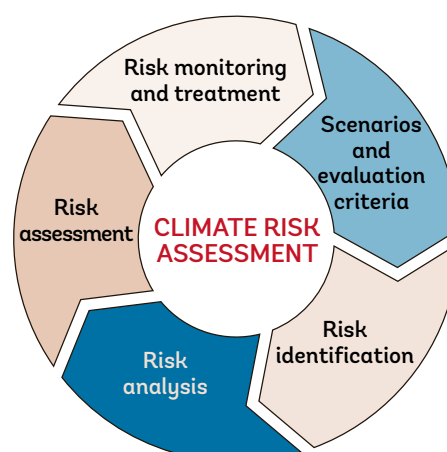 Risk monitoring
and treatment
Scenarios
and
evaluation
criteria
Risk
assessment
CLIMATE RISK
ASSESSMENT
Risk
identification
Risk
analysis